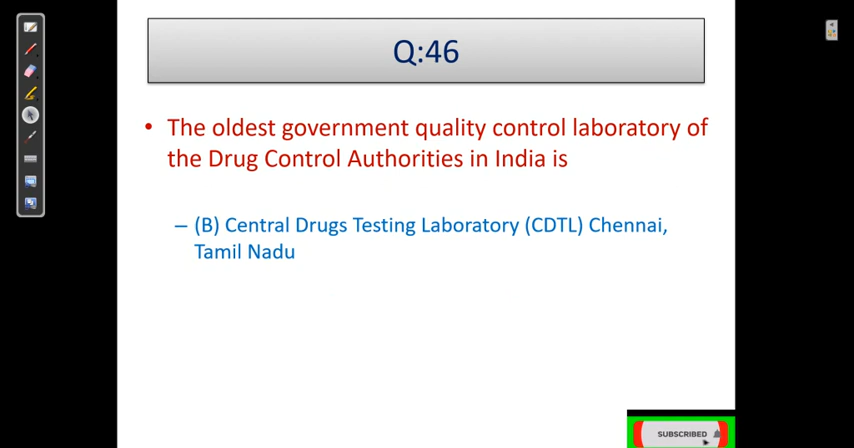 Q:46
• The oldest government quality control laboratory of
the Drug Control Authorities in India is
– (B) Central Drugs Testing Laboratory (CDTL) Chennai,
Tamil Nadu
SUBSCRIBED